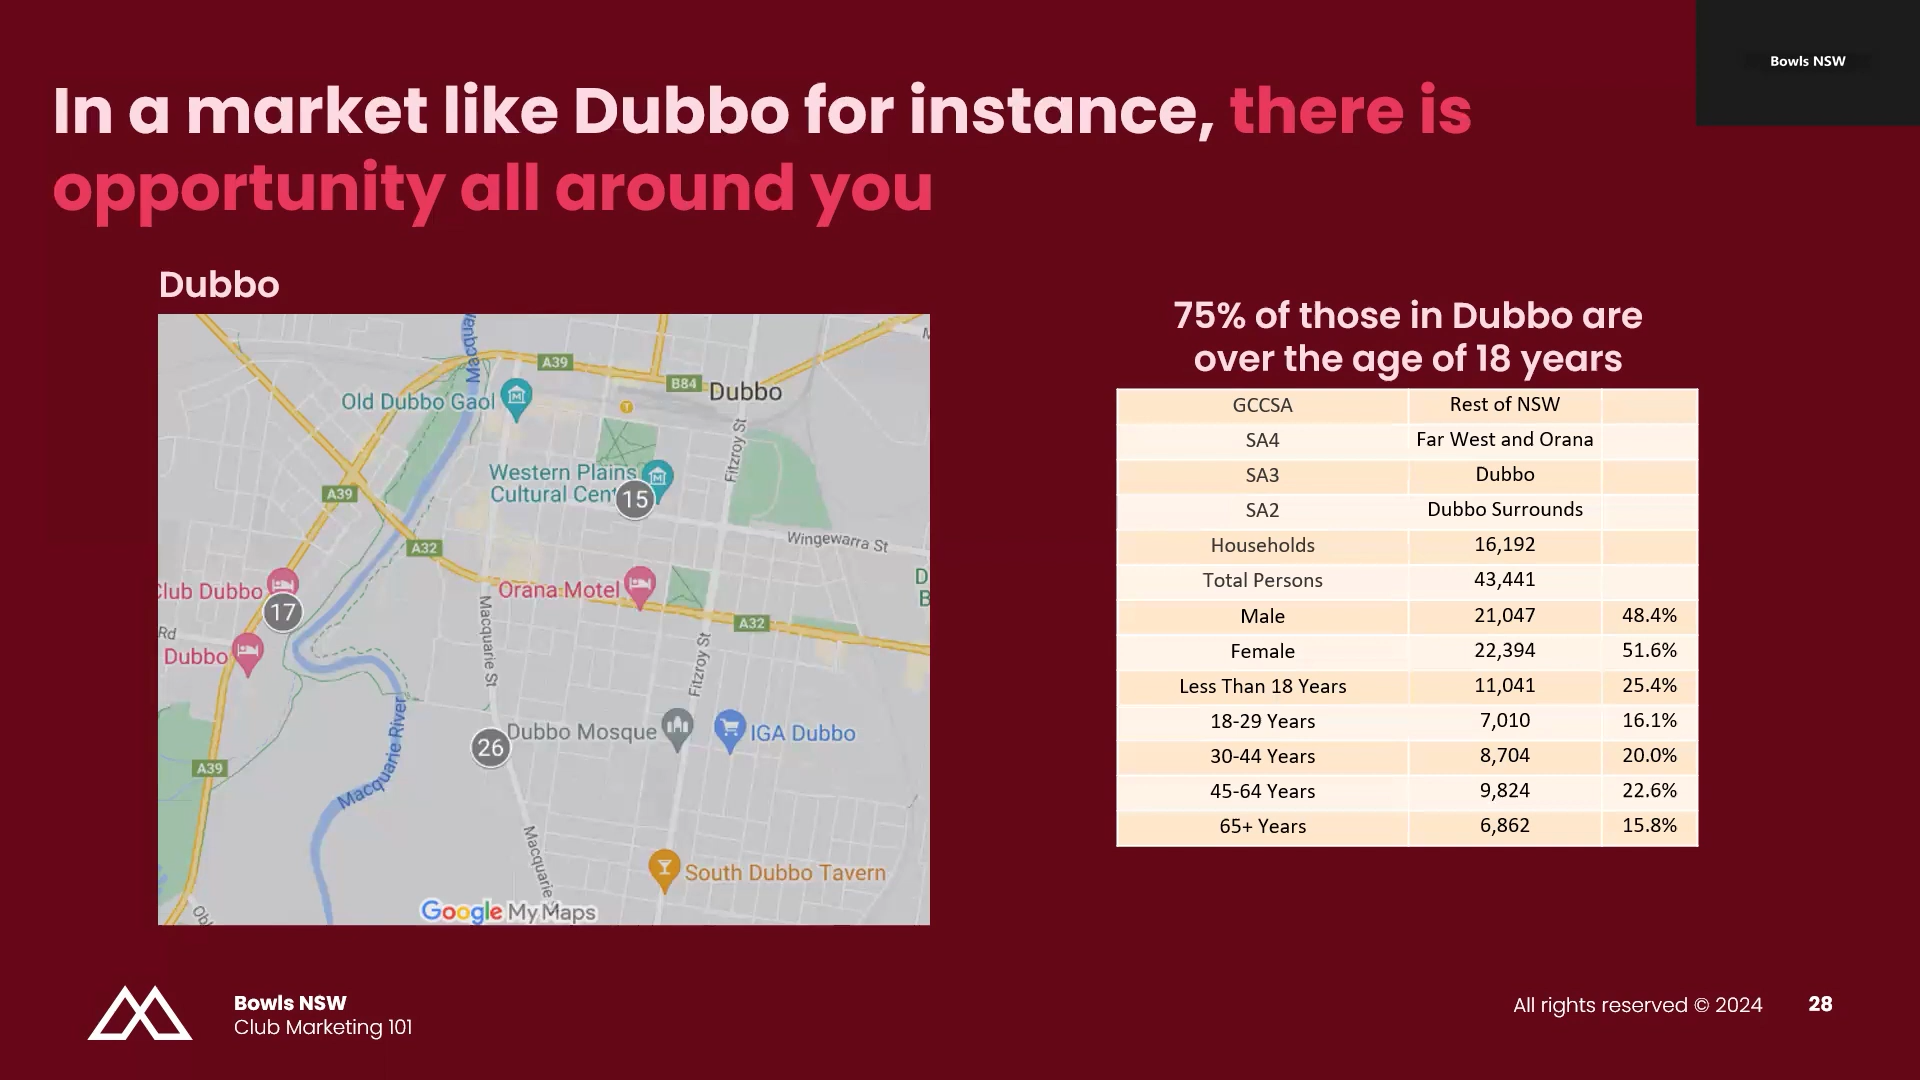 Bowls NSW
In a market like Dubbo for instance, there is
opportunity all around you
Dubbo
Macquar
A39
B84
Dubbo
Old Dubbo Gaol
Fitzroy St
Western Plains
Cultural Cent
15
A39
Wingewarra St
A32
D
B
Club Dubbo
17
Orana Motel
Macquarie St
A32
Rd
Dubbo
Fitzroy St
Macquarie River
26
Dubbo Mosque
IGA Dubbo
A39
Macquarie S
South Dubbo Tavern
Obl
Google My Maps
75% of those in Dubbo are
over the age of 18 years
GCCSA Rest of NSW
SA4 Far West and Orana
SA3 Dubbo
SA2 Dubbo Surrounds
Households 16,192
Total Persons 43,441
Male 21,047 48.4%
Female 22,394 51.6%
Less Than 18 Years 11,041 25.4%
18-29 Years 7,010 16.1%
30-44 Years 8,704 20.0%
45-64 Years 9,824 22.6%
65+ Years 6,862 15.8%
Bowls NSW
Club Marketing 101
All rights reserved © 2024 28